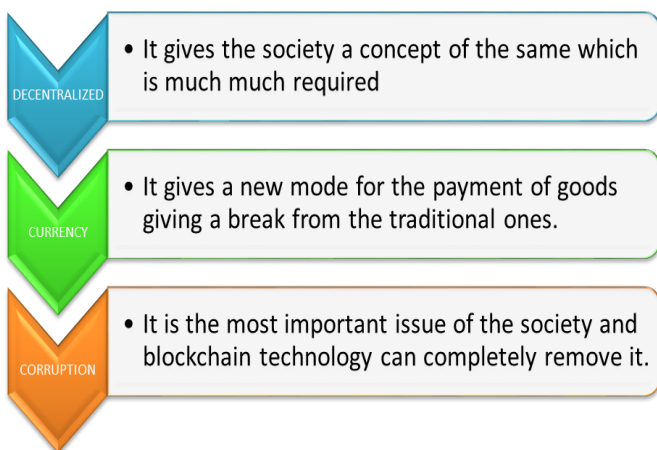 DECENTRALIZED
• It gives the society a concept of the same which
is much much required
CURRENCY
• It gives a new mode for the payment of goods
giving a break from the traditional ones.
CORRUPTION
• It is the most important issue of the society and
blockchain technology can completely remove it.